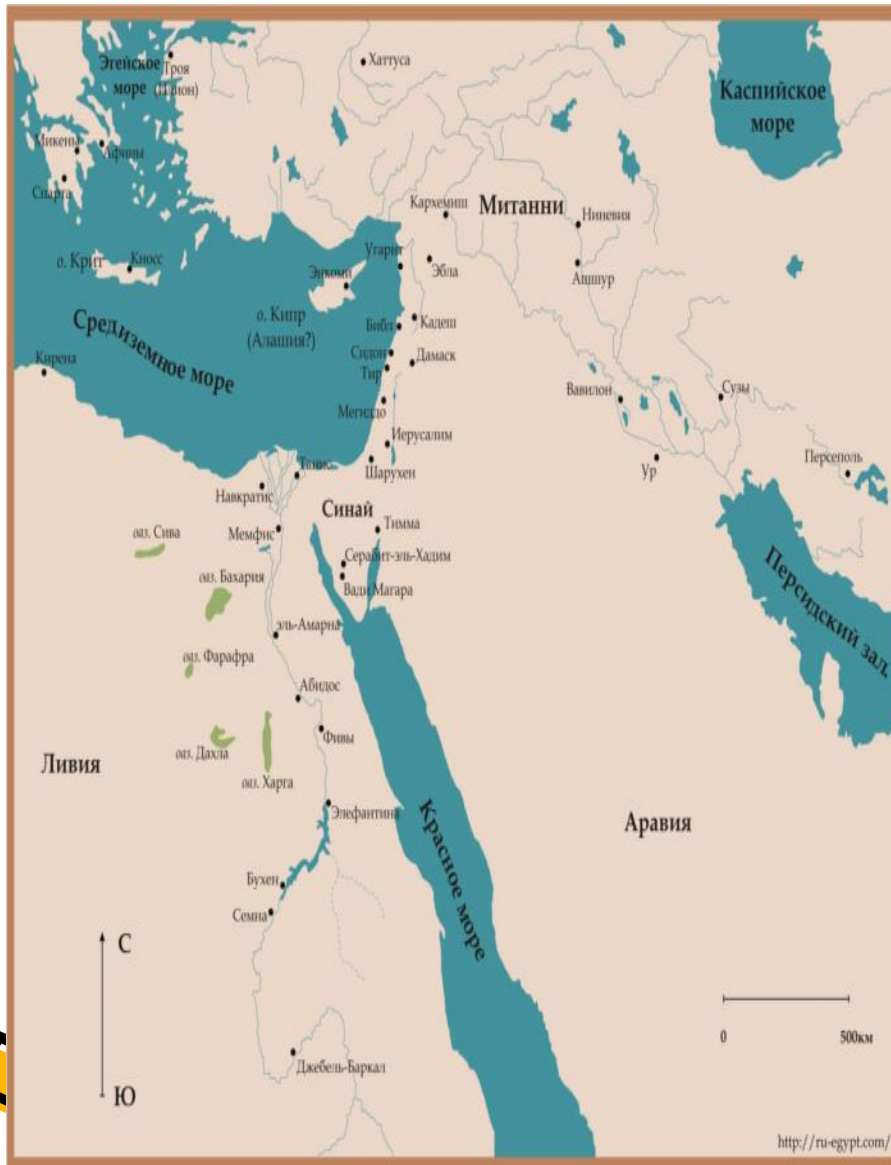 Хаттуса
Эгейское
море
Троя
(Илион)
Каспийское
море
Микены
Афины
Спарта
Кархемиш
Митанни
Ниневия
о. Крит
Кносс
Угарит
Эбла
Энкоми
Ашшур
о. Кипр
(Алашия?)
Библ
Кадеш
Средиземное море
Кирена
Сидон
Тир
Дамаск
Вавилон
Сузы
Мегиддо
Иерусалим
Шарухен
Ур
Персеполь
Навкратис
Синай
Мемфис
Тимма
оаз. Сива
Серабит-эль-Хадим
Вади Магара
оаз. Бахария
Персидский зал.
эль-Амарна
оаз. Фарафра
Абидос
Фивы
оаз. Дахла
Ливия
оаз. Харга
Элефантина
Красное море
Аравия
Бухен
Семна
С
0
500км
Джебель-Баркал
Ю
http://ru-egypt.com/